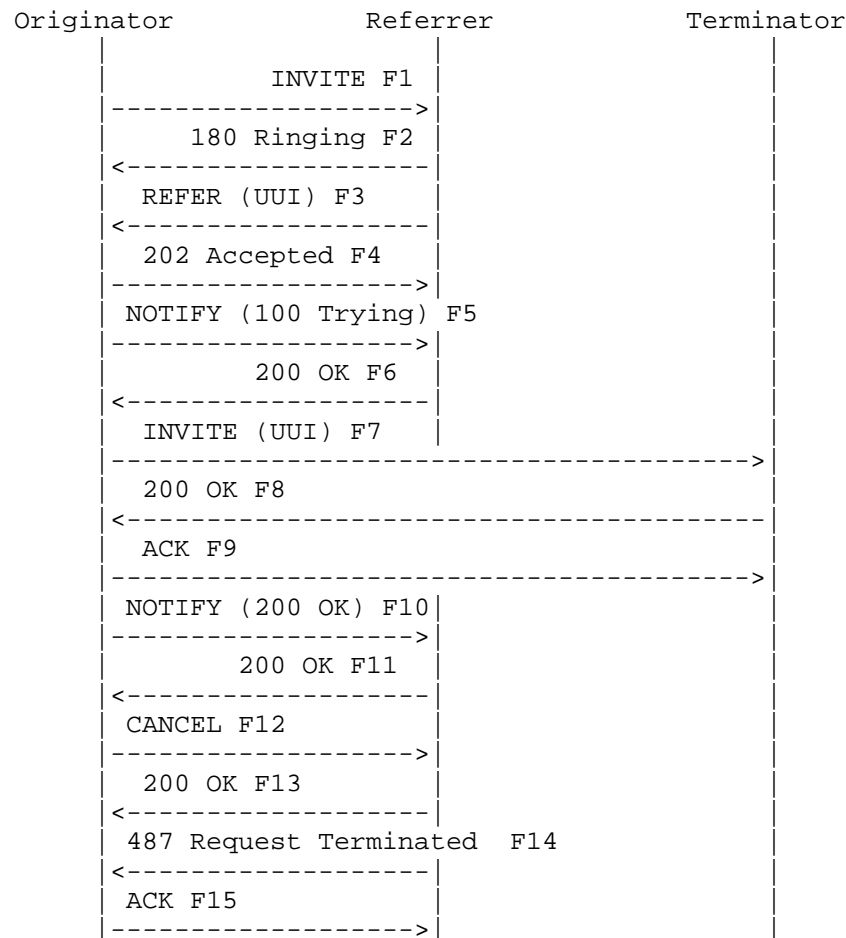 Originator Referrer Terminator
INVITE F1
180 Ringing F2
REFER (UUI) F3
202 Accepted F4
NOTIFY (100 Trying) F5
200 OK F6
INVITE (UUI) F7
200 OK F8
ACK F9
NOTIFY (200 OK) F10
200 OK F11
CANCEL F12
200 OK F13
487 Request Terminated F14
ACK F15